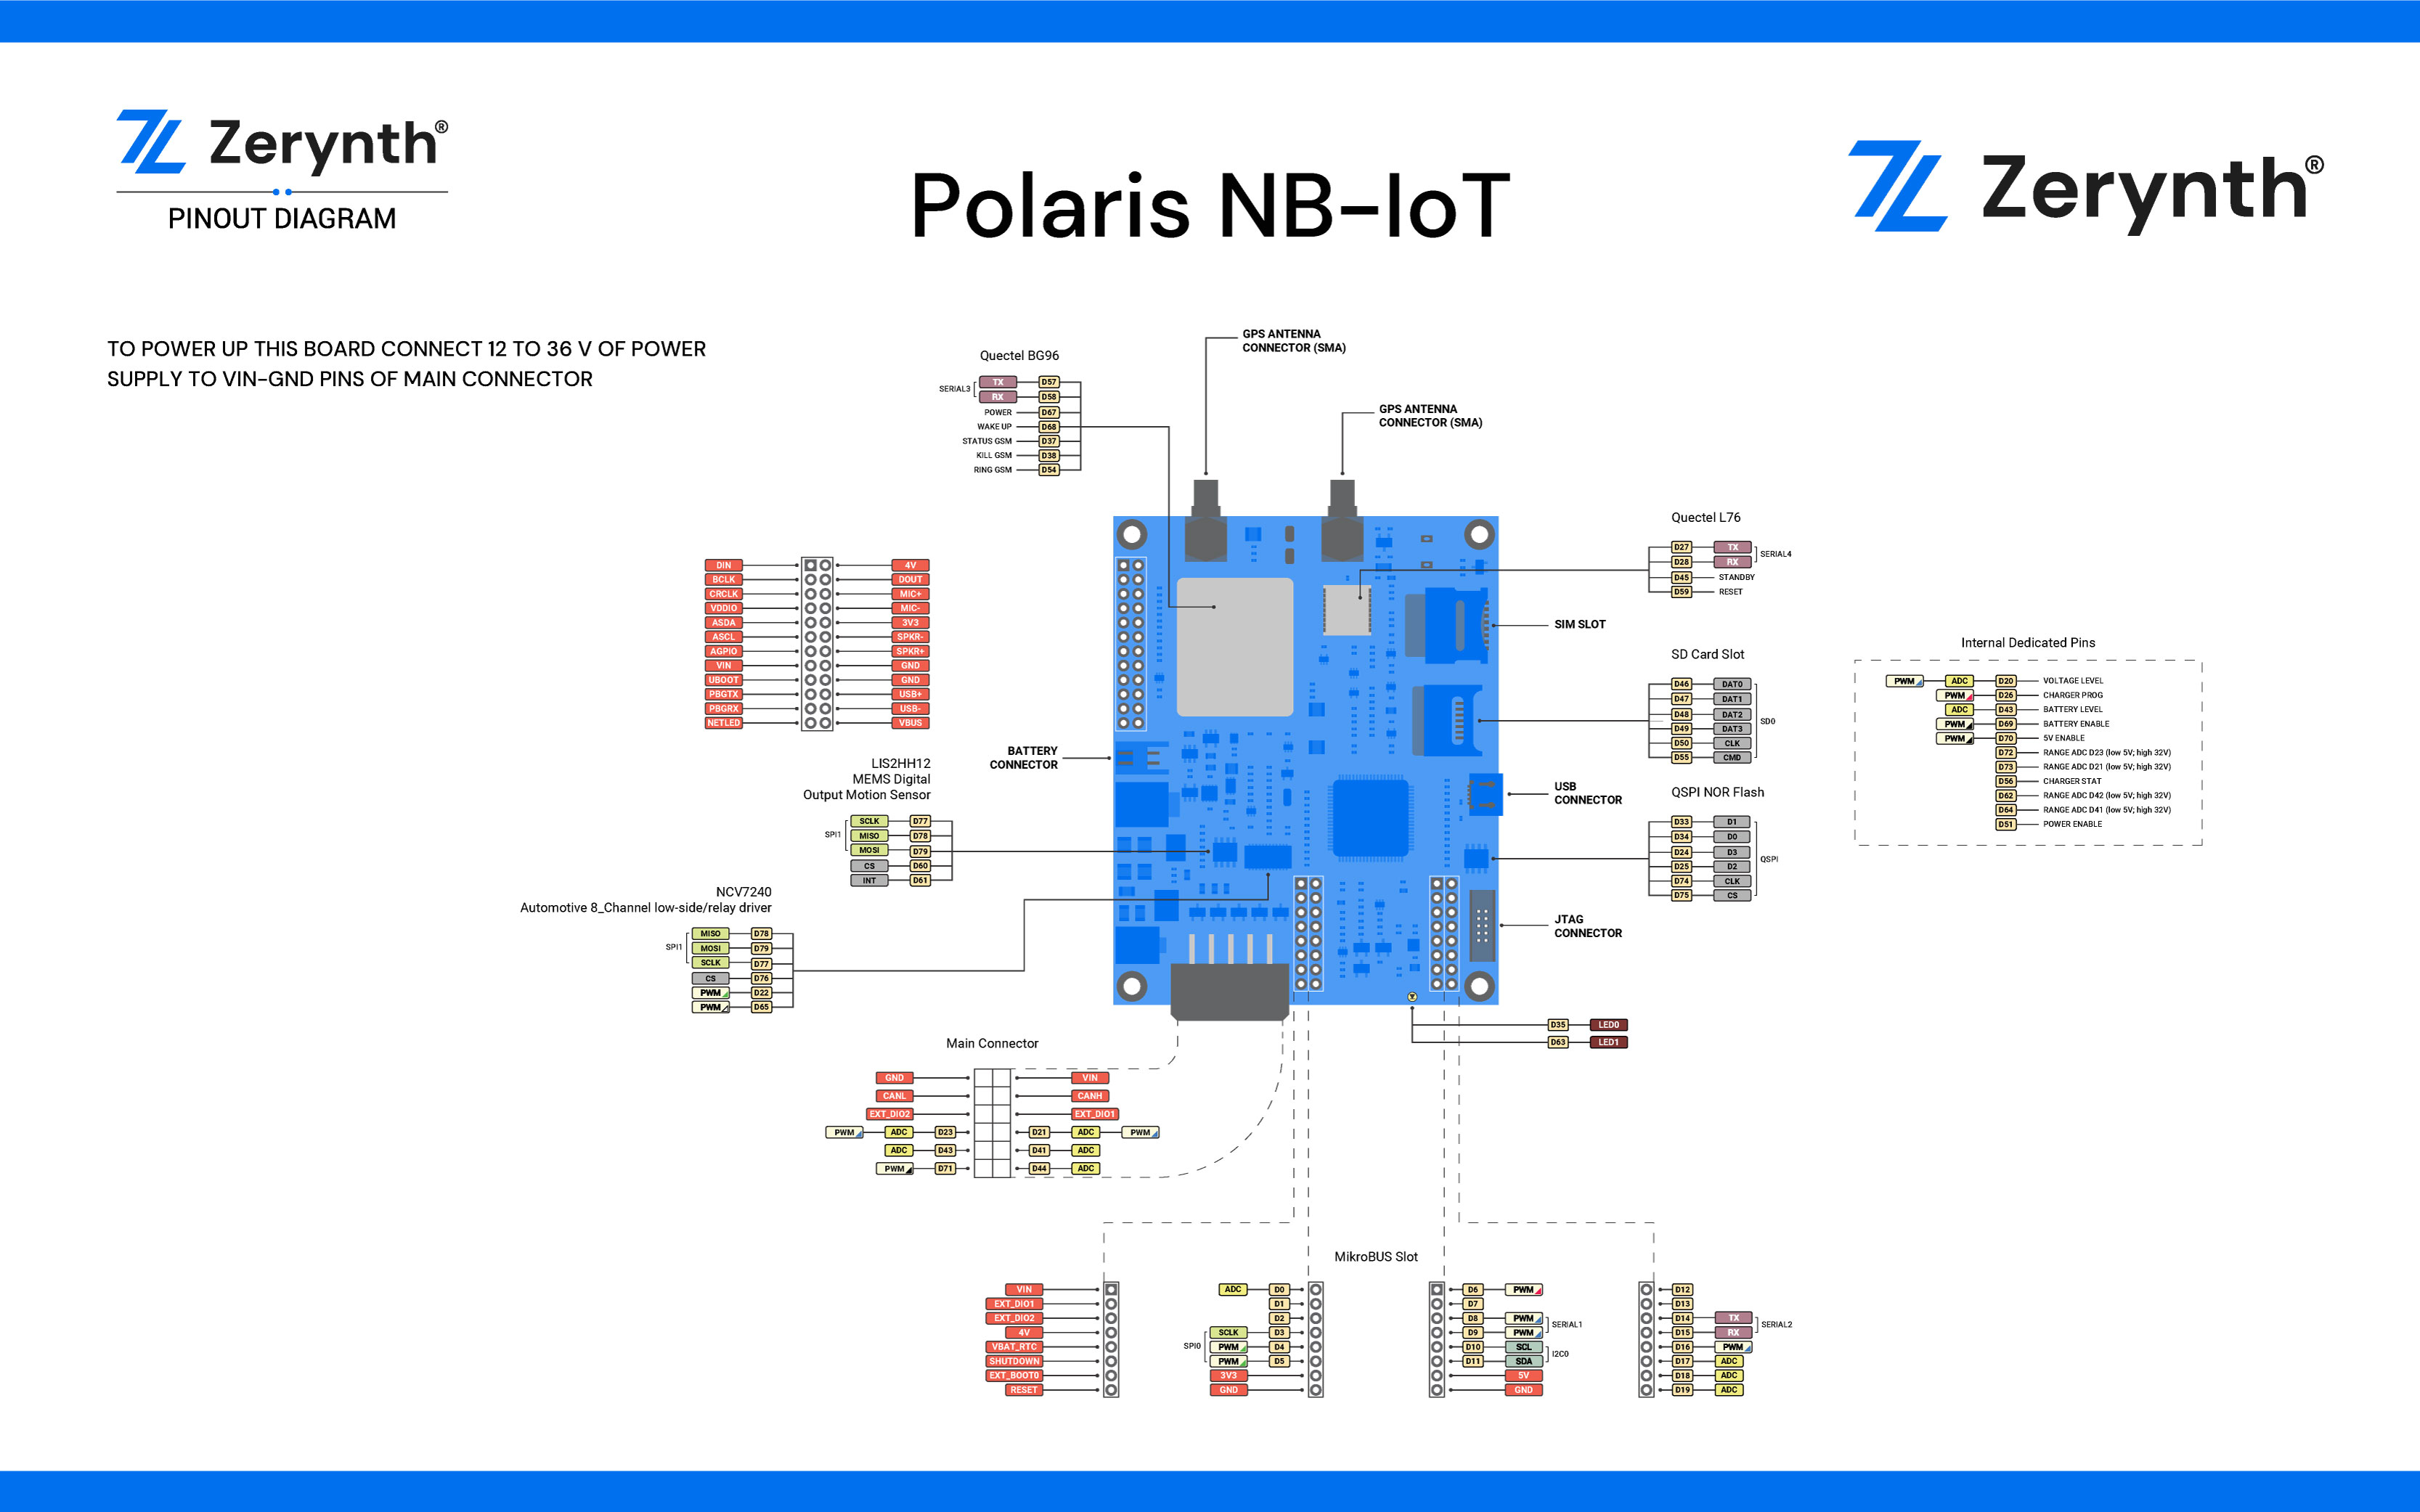 Zerynth®
PINOUT DIAGRAM
Polaris NB-IoT
Zerynth®
TO POWER UP THIS BOARD CONNECT 12 TO 36 V OF POWER
SUPPLY TO VIN-GND PINS OF MAIN CONNECTOR
GPS ANTENNA
CONNECTOR (SMA)
GPS ANTENNA
CONNECTOR (SMA)
Quectel BG96
SERIAL3
TX D57
RX D58
POWER D67
WAKE UP D68
STATUS GSM D37
KILL GSM D38
RING GSM D54
DIN 4V
BCLK DOUT
CRCLK MIC+
VDDIO MIC-
ASDA 3V3
ASCL SPKR-
AGPIO SPKR+
VIN GND
UBOOT GND
PBGTX USB+
PBGRX USB-
NETLED VBUS
BATTERY
CONNECTOR
LIS2HH12
MEMS Digital
Output Motion Sensor
SPI1
SCLK D77
MISO D78
MOSI D79
CS D60
INT D61
NCV7240
Automotive 8_Channel low-side/relay driver
SPI1
MISO D78
MOSI D79
SCLK D77
CS D76
PWM D22
PWM D65
Quectel L76
D27 TX
D28 RX
SERIAL4
D45 STANDBY
D59 RESET
SIM SLOT
SD Card Slot
D46 DAT0
D47 DAT1
D48 DAT2
D49 DAT3
D50 CLK
D55 CMD
SD0
USB
CONNECTOR
QSPI NOR Flash
D33 D1
D34 D0
D24 D3
D25 D2
D74 CLK
D75 CS
QSPI
JTAG
CONNECTOR
D35 LED0
D63 LED1
Internal Dedicated Pins
PWM ADC D20 VOLTAGE LEVEL
PWM D26 CHARGER PROG
ADC D43 BATTERY LEVEL
PWM D69 BATTERY ENABLE
PWM D70 5V ENABLE
D72 RANGE ADC D23 (low 5V; high 32V)
D73 RANGE ADC D21 (low 5V; high 32V)
D56 CHARGER STAT
D62 RANGE ADC D42 (low 5V; high 32V)
D64 RANGE ADC D41 (low 5V; high 32V)
D51 POWER ENABLE
Main Connector
GND VIN
CANL CANH
EXT_DIO2 EXT_DIO1
PWM ADC D23 D21 ADC PWM
ADC D43 D41 ADC
PWM D71 D44 ADC
MikroBUS Slot
VIN
EXT_DIO1
EXT_DIO2
4V
VBAT_RTC
SHUTDOWN
EXT_BOOT0
RESET
ADC D0
D1
D2
SPI0
SCLK D3
PWM D4
PWM D5
3V3
GND
D6 PWM
D7
D8 PWM
D9 PWM
SERIAL1
D10 SCL
D11 SDA
I2C0
5V
GND
D12
D13
D14 TX
D15 RX
SERIAL2
D16 PWM
D17 ADC
D18 ADC
D19 ADC